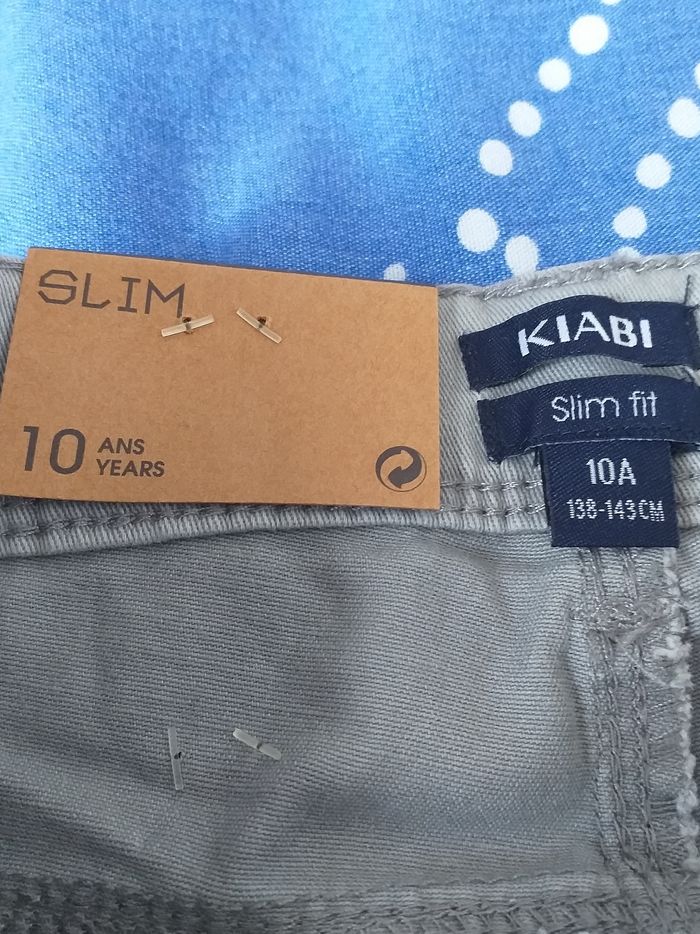 SLIM
10 ANS
YEARS
KIABI
Slim fit
10A
138-143CM